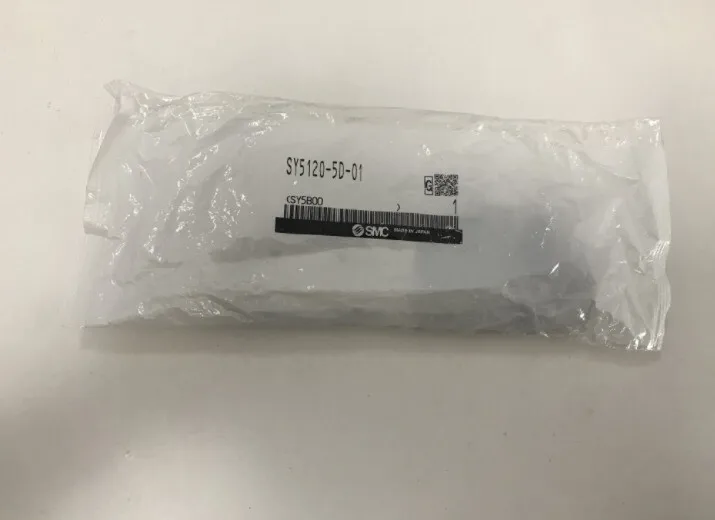 SY5120-5D-01
G
CSY5B00
1
SMC MADE IN JAPAN